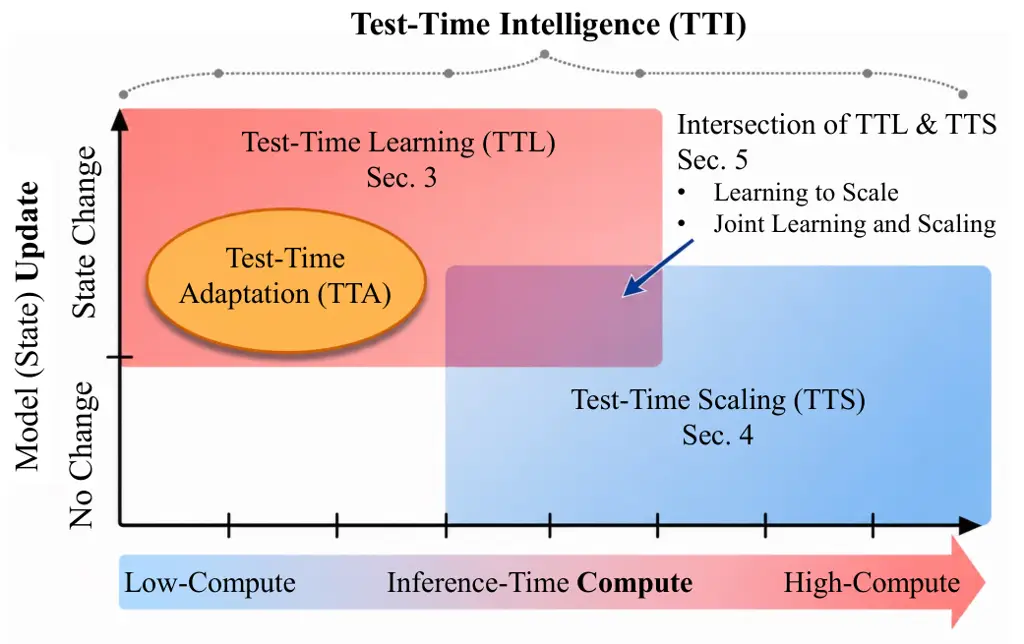 Test-Time Intelligence (TTI)
Test-Time Learning (TTL)
Sec. 3
Intersection of TTL & TTS
Sec. 5
• Learning to Scale
• Joint Learning and Scaling
Test-Time
Adaptation (TTA)
Test-Time Scaling (TTS)
Sec. 4
Model (State) Update
State Change
No Change
Low-Compute
Inference-Time Compute
High-Compute